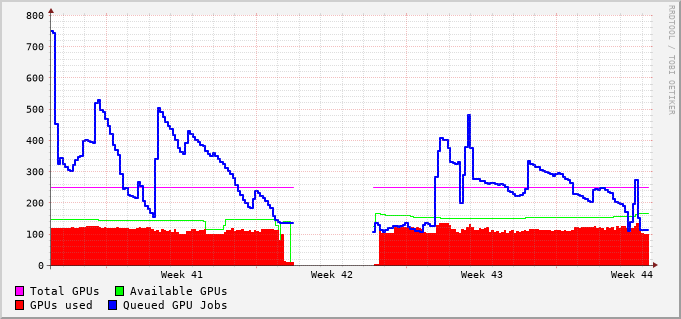 800
700
600
500
400
300
200
100
0
Week 41 Week 42 Week 43 Week 44
Total GPUs Available GPUs
GPUs used Queued GPU Jobs
RRDTOOL / TOBI OETIKER